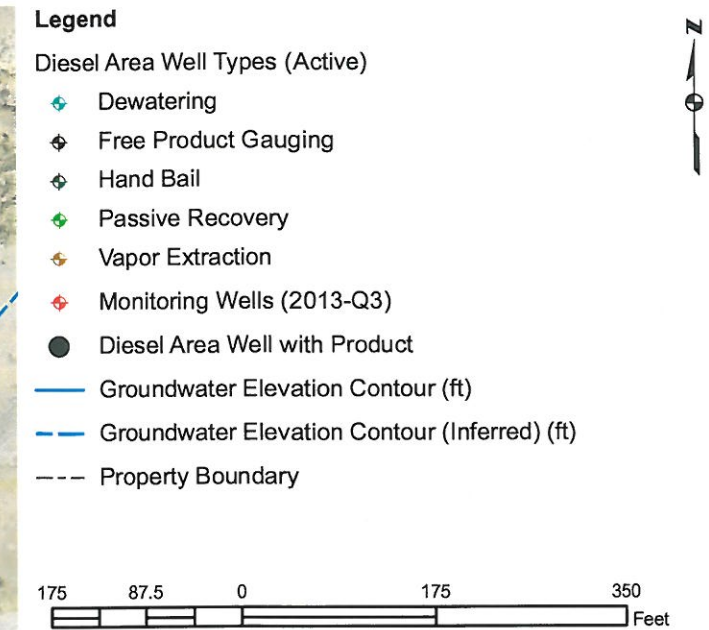 Legend
N
Diesel Area Well Types (Active)
Dewatering
Free Product Gauging
Hand Bail
Passive Recovery
Vapor Extraction
Monitoring Wells (2013-Q3)
Diesel Area Well with Product
Groundwater Elevation Contour (ft)
Groundwater Elevation Contour (Inferred) (ft)
Property Boundary
175 87.5 0 175 350
Feet